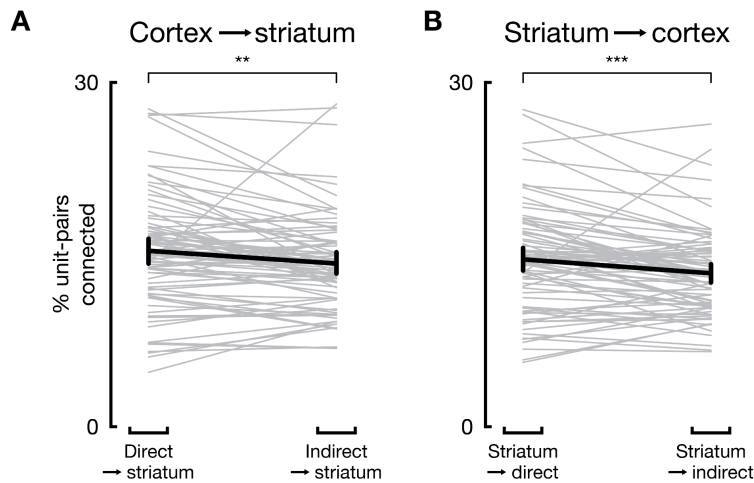 A
Cortex → striatum
**
30
% unit-pairs
connected
0
Direct
→ striatum
Indirect
→ striatum
B
Striatum → cortex
***
30
0
Striatum
→ direct
Striatum
→ indirect